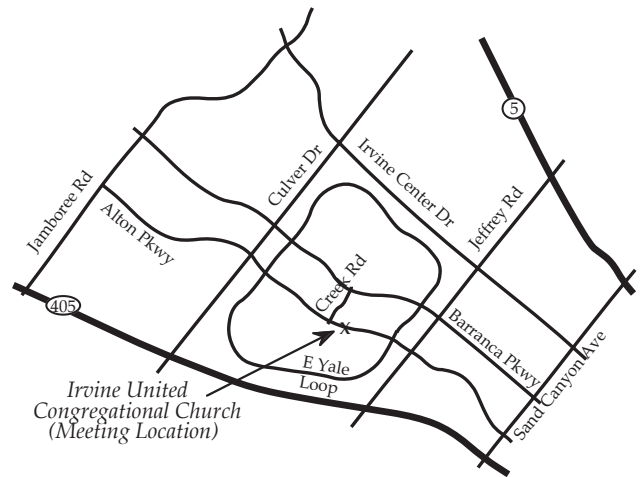 5
Culver Dr
Irvine Center Dr
Jamboree Rd
Jeffrey Rd
Alton Pkwy
Creek Rd
405
X
Barranca Pkwy
E Yale
Loop
Sand Canyon Ave
Irvine United
Congregational Church
(Meeting Location)